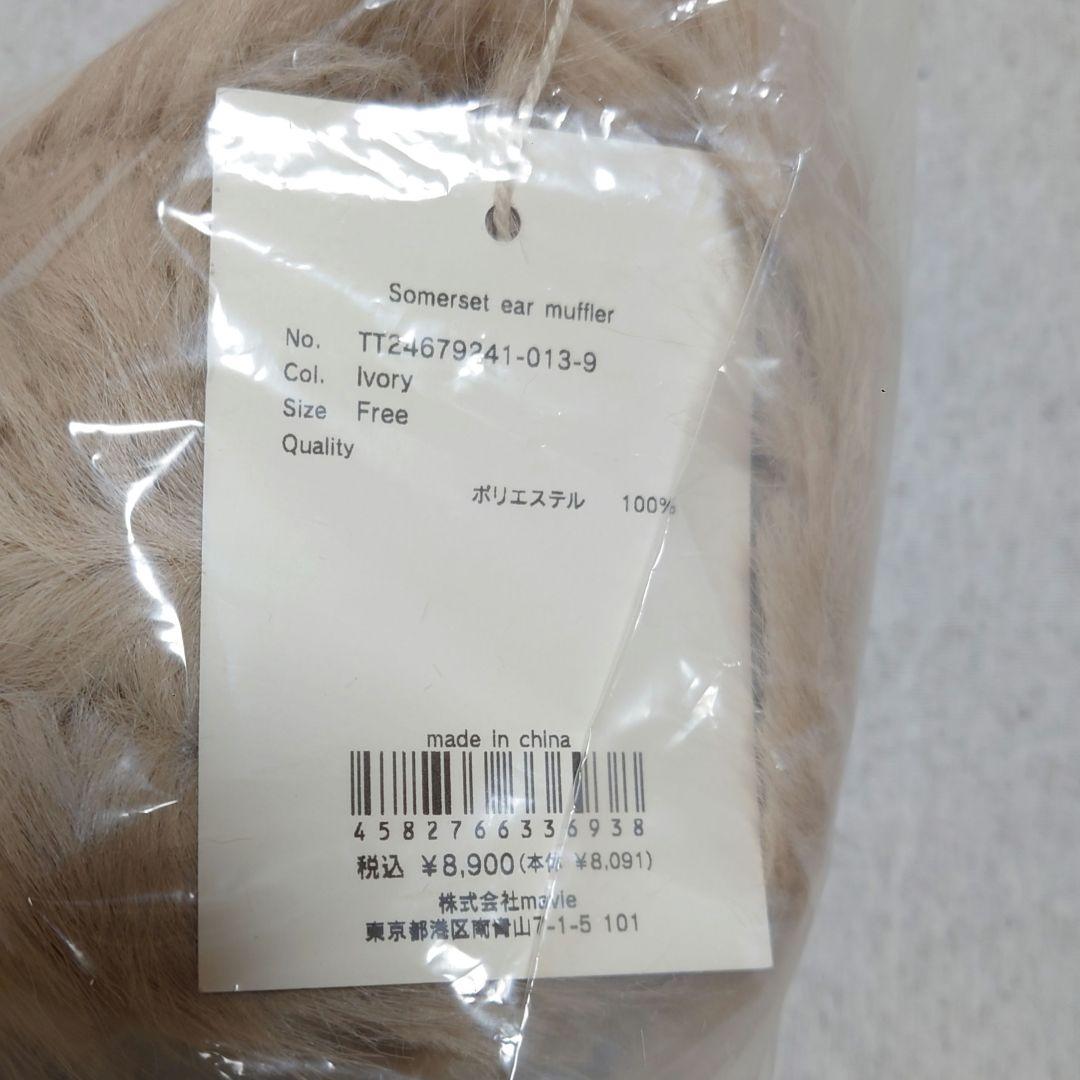 Somerset ear muffler
No. TT24679241-013-9
Col. Ivory
Size Free
Quality
ポリエステル 100%
made in china
4582766336938
税込 ¥8,900(本体 ¥8,091)
株式会社mavie
東京都港区南青山7-1-5 101